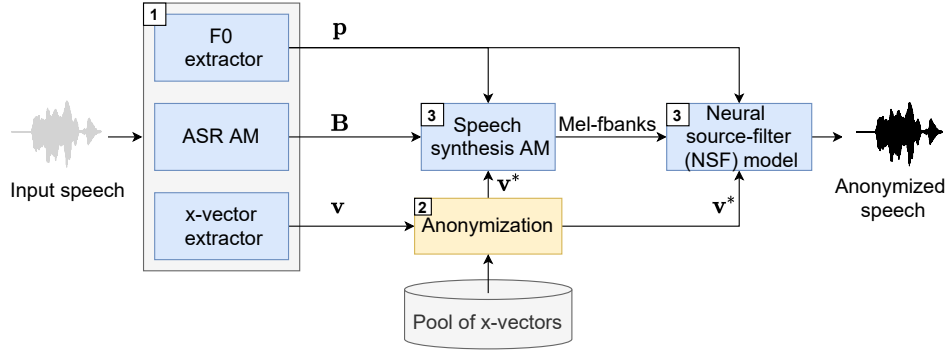 1
F0
extractor
p
ASR AM
B
x-vector
extractor
v
Input speech
3
Speech
synthesis AM
Mel-fbanks
3
Neural
source-filter
(NSF) model
v*
v*
2
Anonymization
Pool of x-vectors
Anonymized
speech